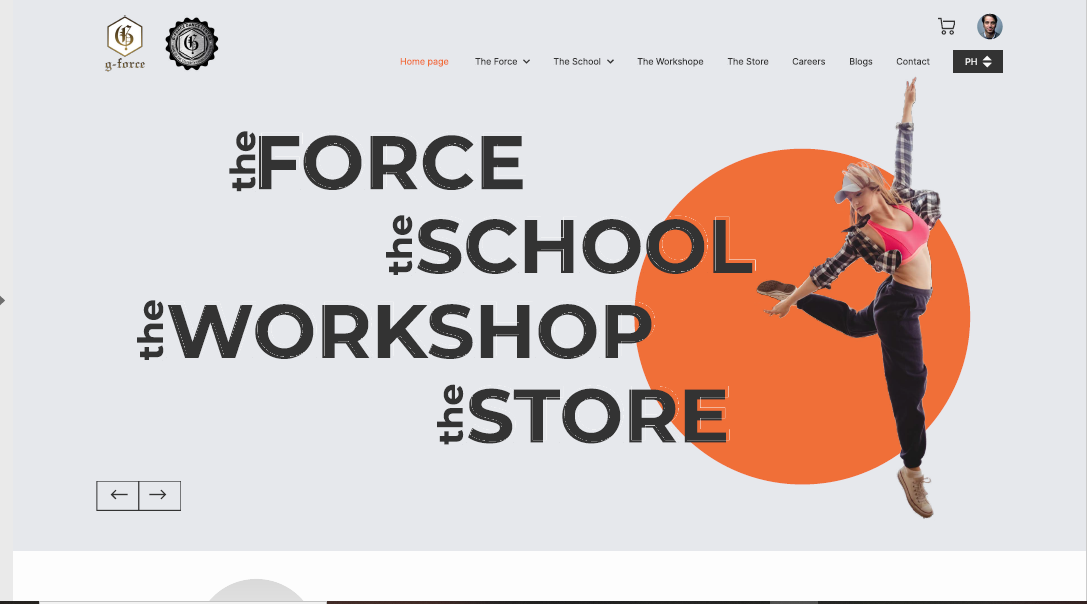 g-force
Home page
The Force
The School
The Workshope
The Store
Careers
Blogs
Contact
PH
the FORCE
the SCHOOL
the WORKSHOP
the STORE